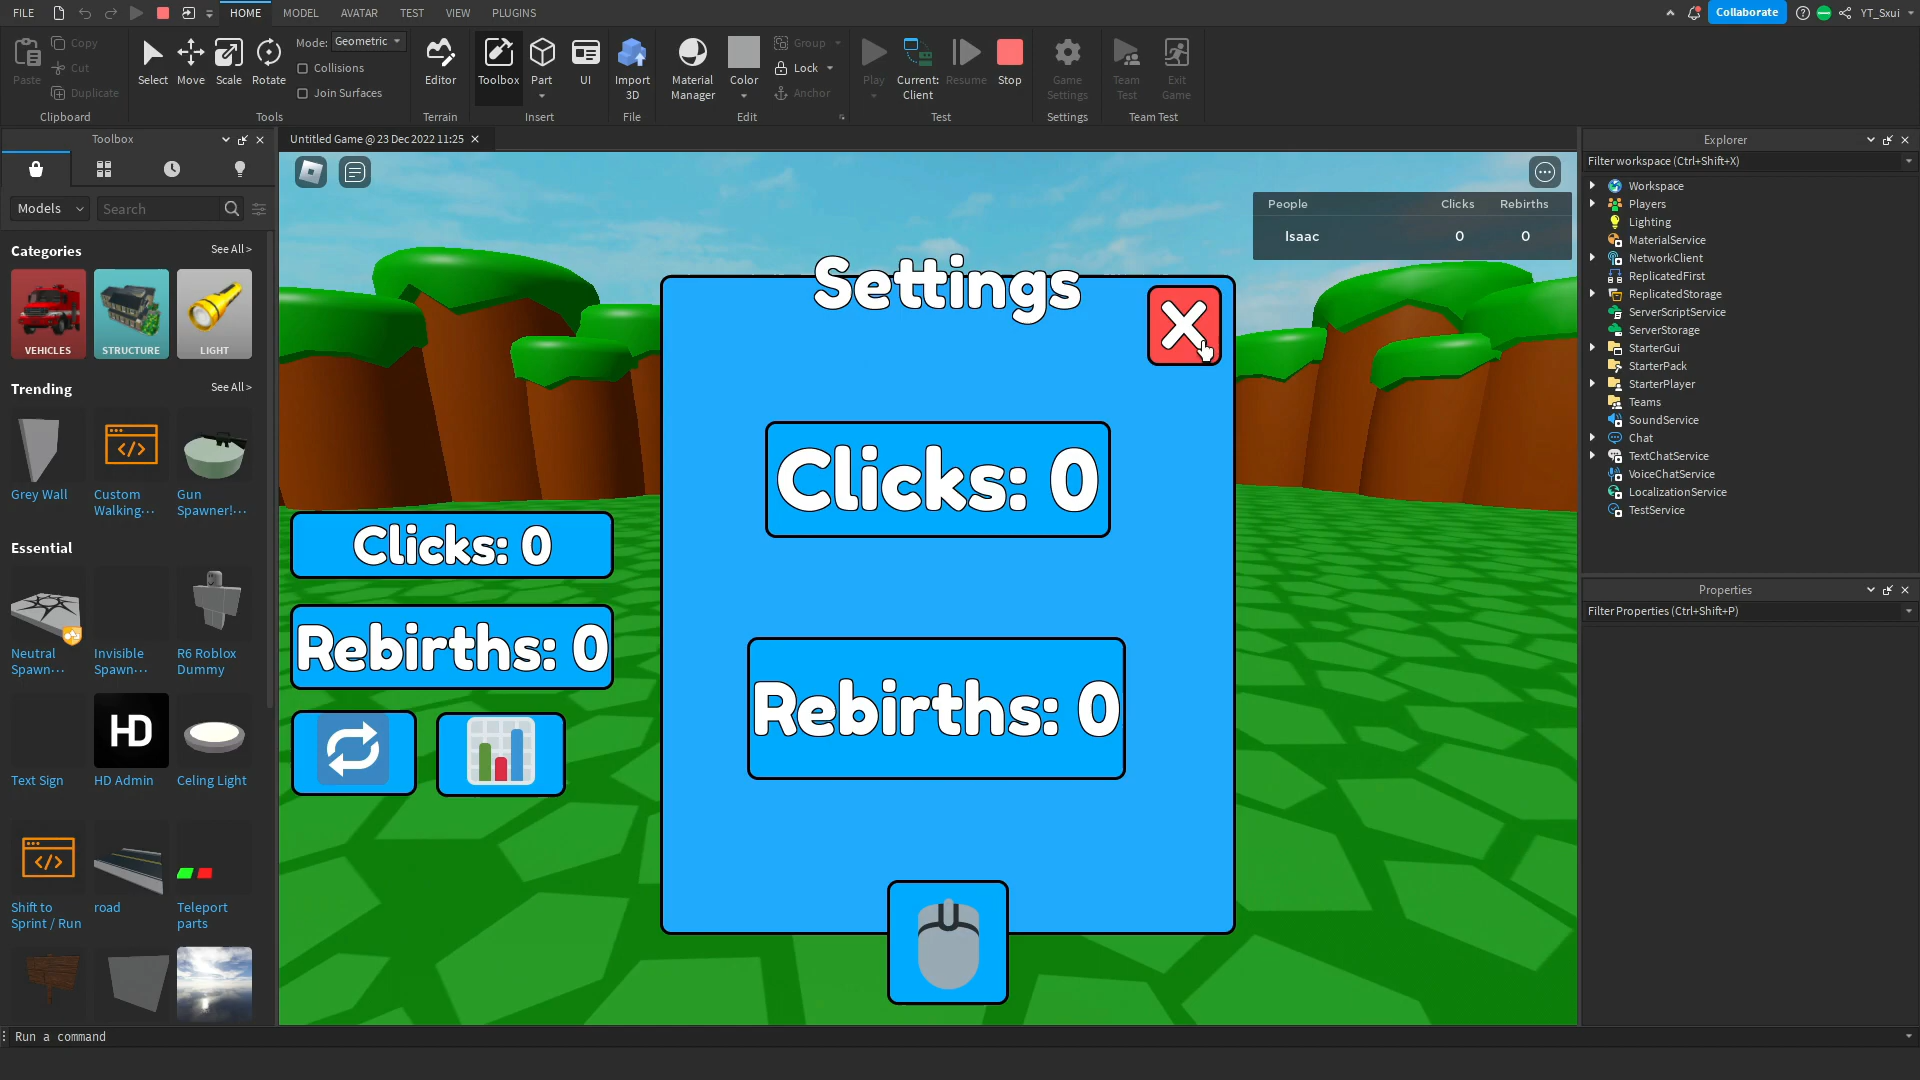 FILE
HOME
MODEL
AVATAR
TEST
VIEW
PLUGINS
Collaborate
YT_Sxui
Paste
Copy
Cut
Duplicate
Clipboard
Select
Move
Scale
Rotate
Mode: Geometric
Collisions
Join Surfaces
Tools
Editor
Terrain
Toolbox
Part
UI
Insert
Import
3D
File
Material
Manager
Color
Group
Lock
Anchor
Edit
Play
Current:
Client
Resume
Stop
Test
Game
Settings
Settings
Team
Test
Exit
Game
Team Test
Toolbox
Models
Search
Categories
See All >
VEHICLES
STRUCTURE
LIGHT
Trending
See All >
Grey Wall
Custom
Walking...
Gun
Spawner!...
Essential
Neutral
Spawn...
Invisible
Spawn...
R6 Roblox
Dummy
Text Sign
HD
HD Admin
Celing Light
Shift to
Sprint / Run
road
Teleport
parts
Untitled Game @ 23 Dec 2022 11:25
People Clicks Rebirths
Isaac 0 0
Settings
X
Clicks: 0
Rebirths: 0
Clicks: 0
Rebirths: 0
Explorer
Filter workspace (Ctrl+Shift+X)
Workspace
Players
Lighting
MaterialService
NetworkClient
ReplicatedFirst
ReplicatedStorage
ServerScriptService
ServerStorage
StarterGui
StarterPack
StarterPlayer
Teams
SoundService
Chat
TextChatService
VoiceChatService
LocalizationService
TestService
Properties
Filter Properties (Ctrl+Shift+P)
Run a command